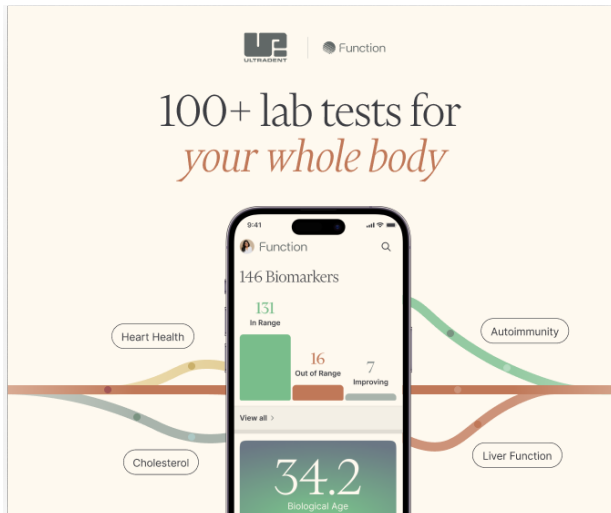 UP
ULTRADENT
Function
100+ lab tests for
your whole body
9:41
Function
146 Biomarkers
131
In Range
16
Out of Range
7
Improving
View all >
34.2
Biological Age
Heart Health
Cholesterol
Autoimmunity
Liver Function